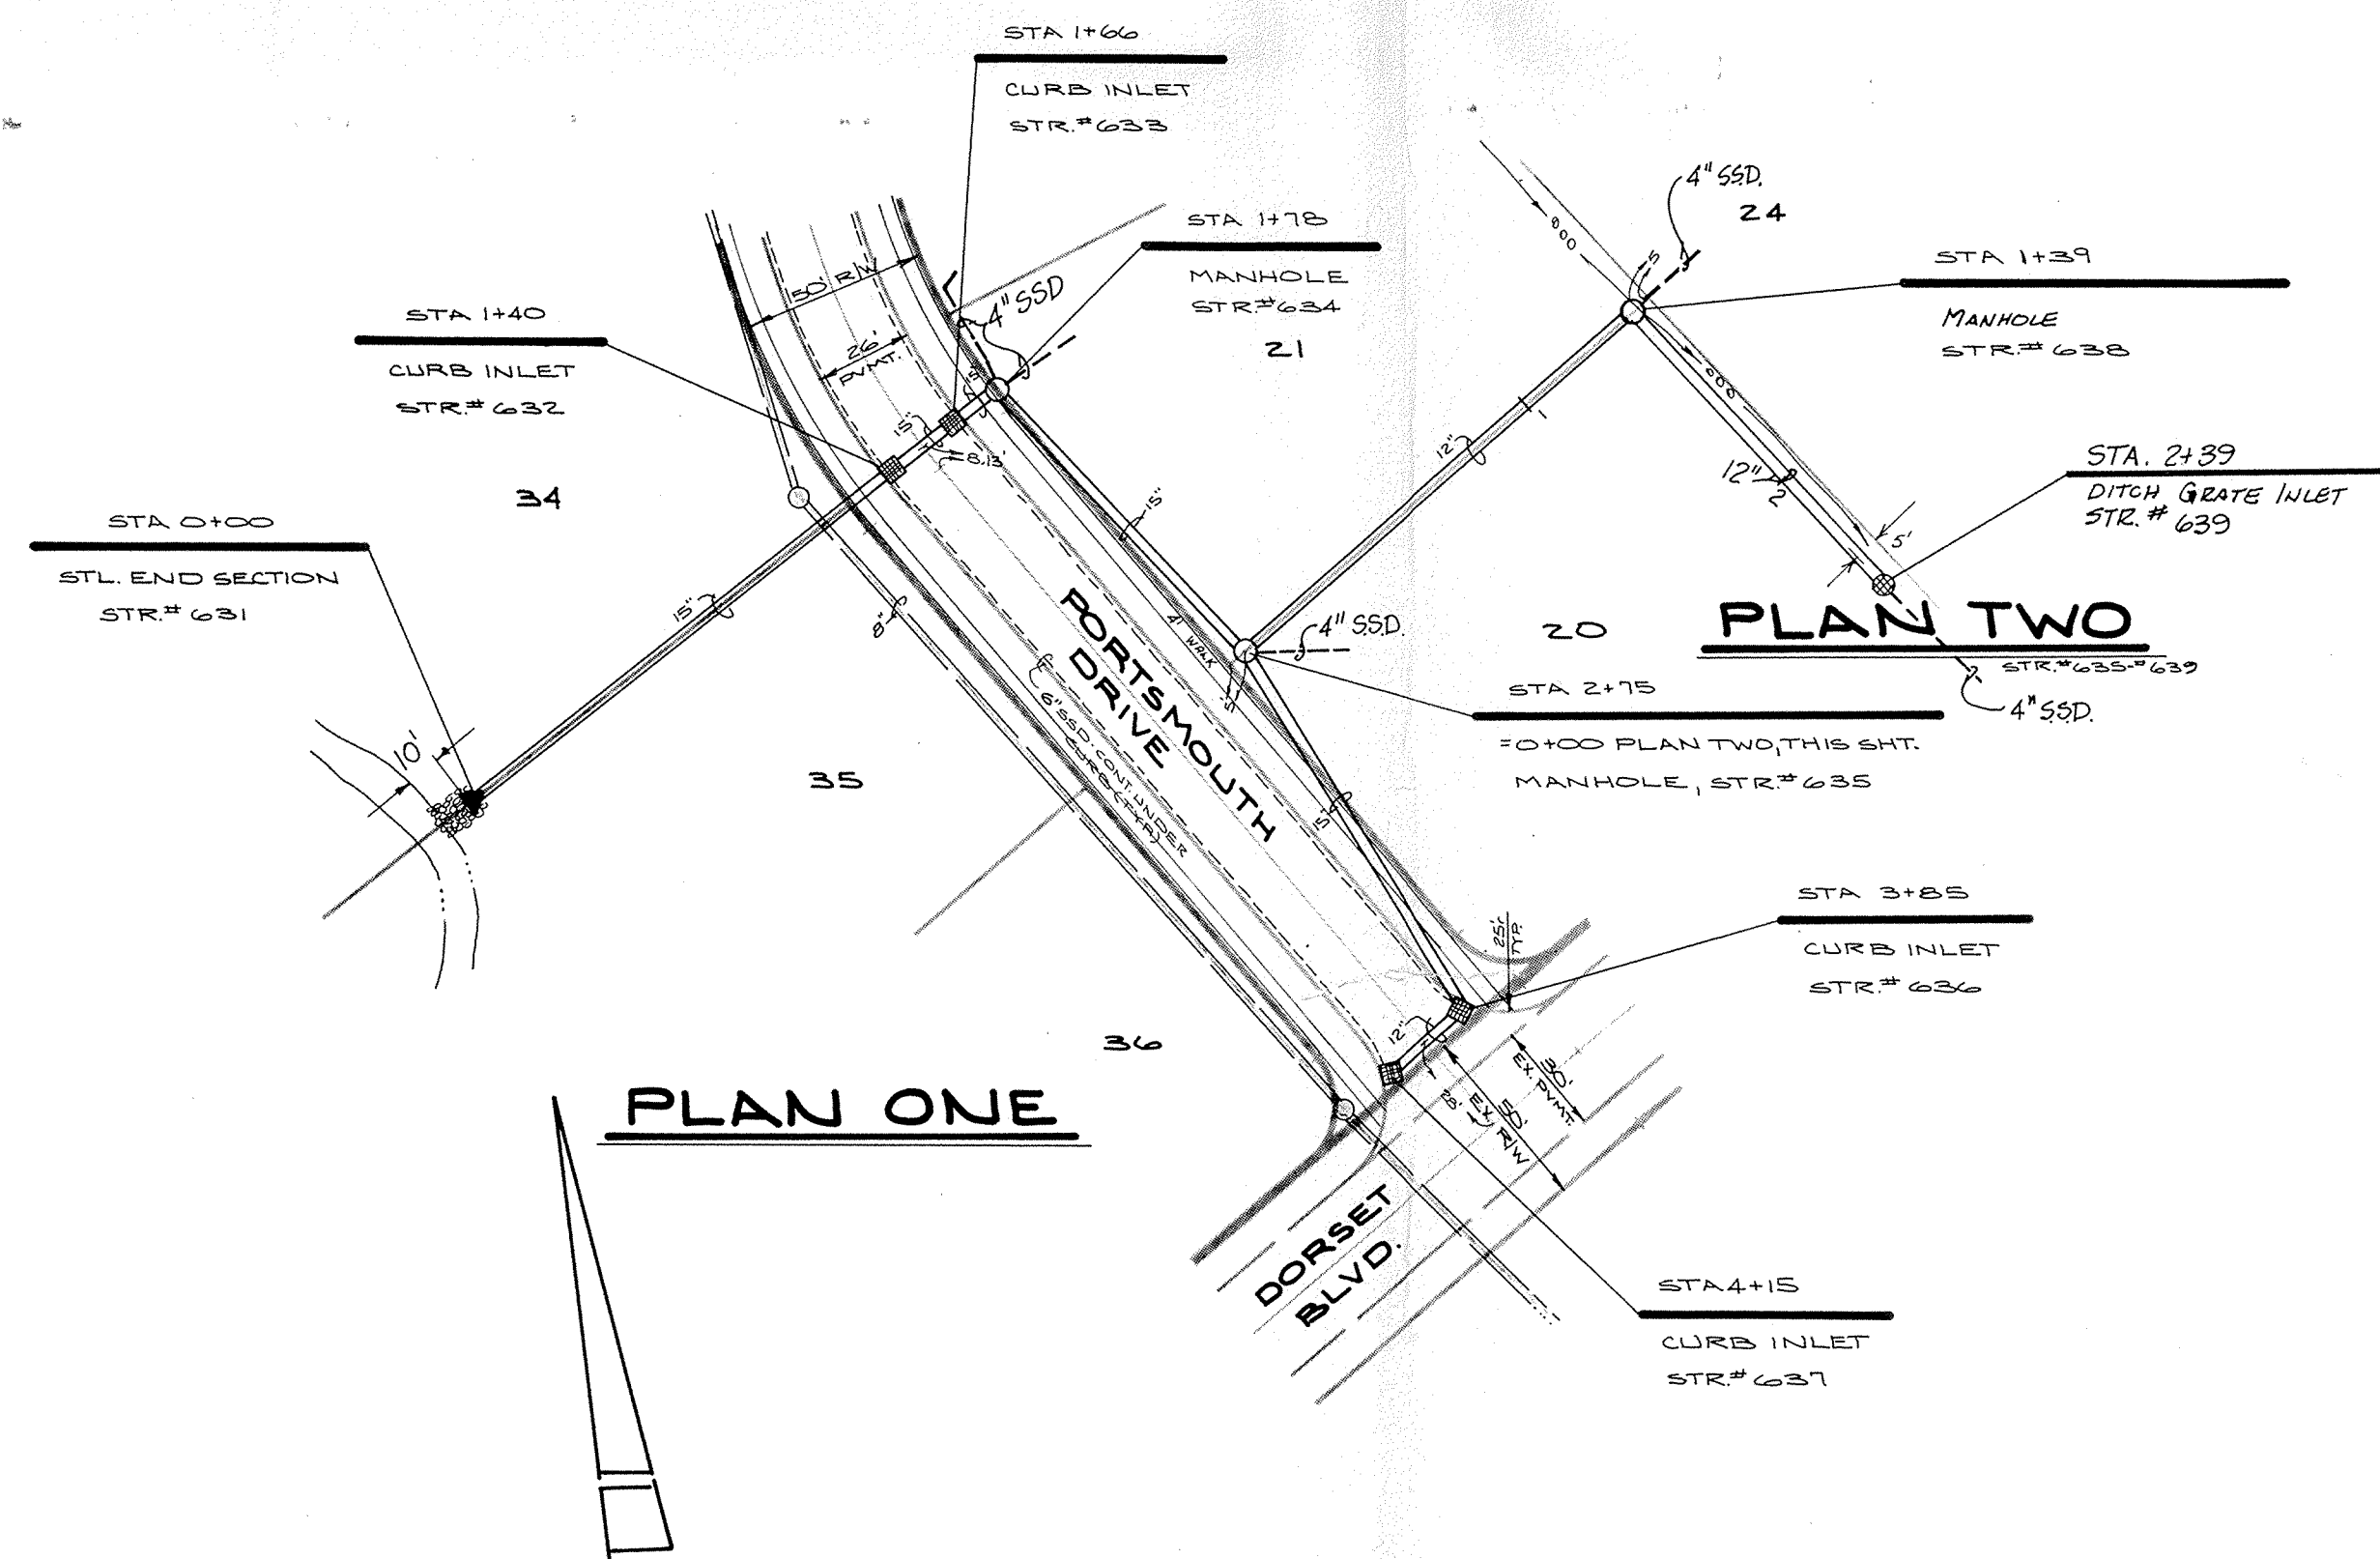 STA 1+66
CURB INLET
STR.#633
4" SSD.
24
STA 1+78
MANHOLE
STR.#634
21
STA 1+39
MANHOLE
STR.# 638
50' R/W
4" SSD
26'
PVMT.
STA 1+40
CURB INLET
STR.# 632
5'
5'
15"
8.13'
34
12"
1
12"
2
STA. 2+39
DITCH GRATE INLET
STR. # 639
5'
STA 0+00
STL. END SECTION
STR.# 631
15"
8"
15"
4' WALK
4" S.S.D.
20
PLAN TWO
STR.#635-#639
4" S.S.D.
5'
STA 2+75
=0+00 PLAN TWO, THIS SHT.
MANHOLE, STR.#635
PORTSMOUTH
DRIVE
6" S.S.D. CONT. UNDER
CURB (TYP.)
10'
35
15"
STA 3+85
CURB INLET
STR.# 636
25'
TYP.
36
12"
28'
30'
EX. PVMT.
50'
EX. R/W
PLAN ONE
DORSET
BLVD.
STA 4+15
CURB INLET
STR.# 637